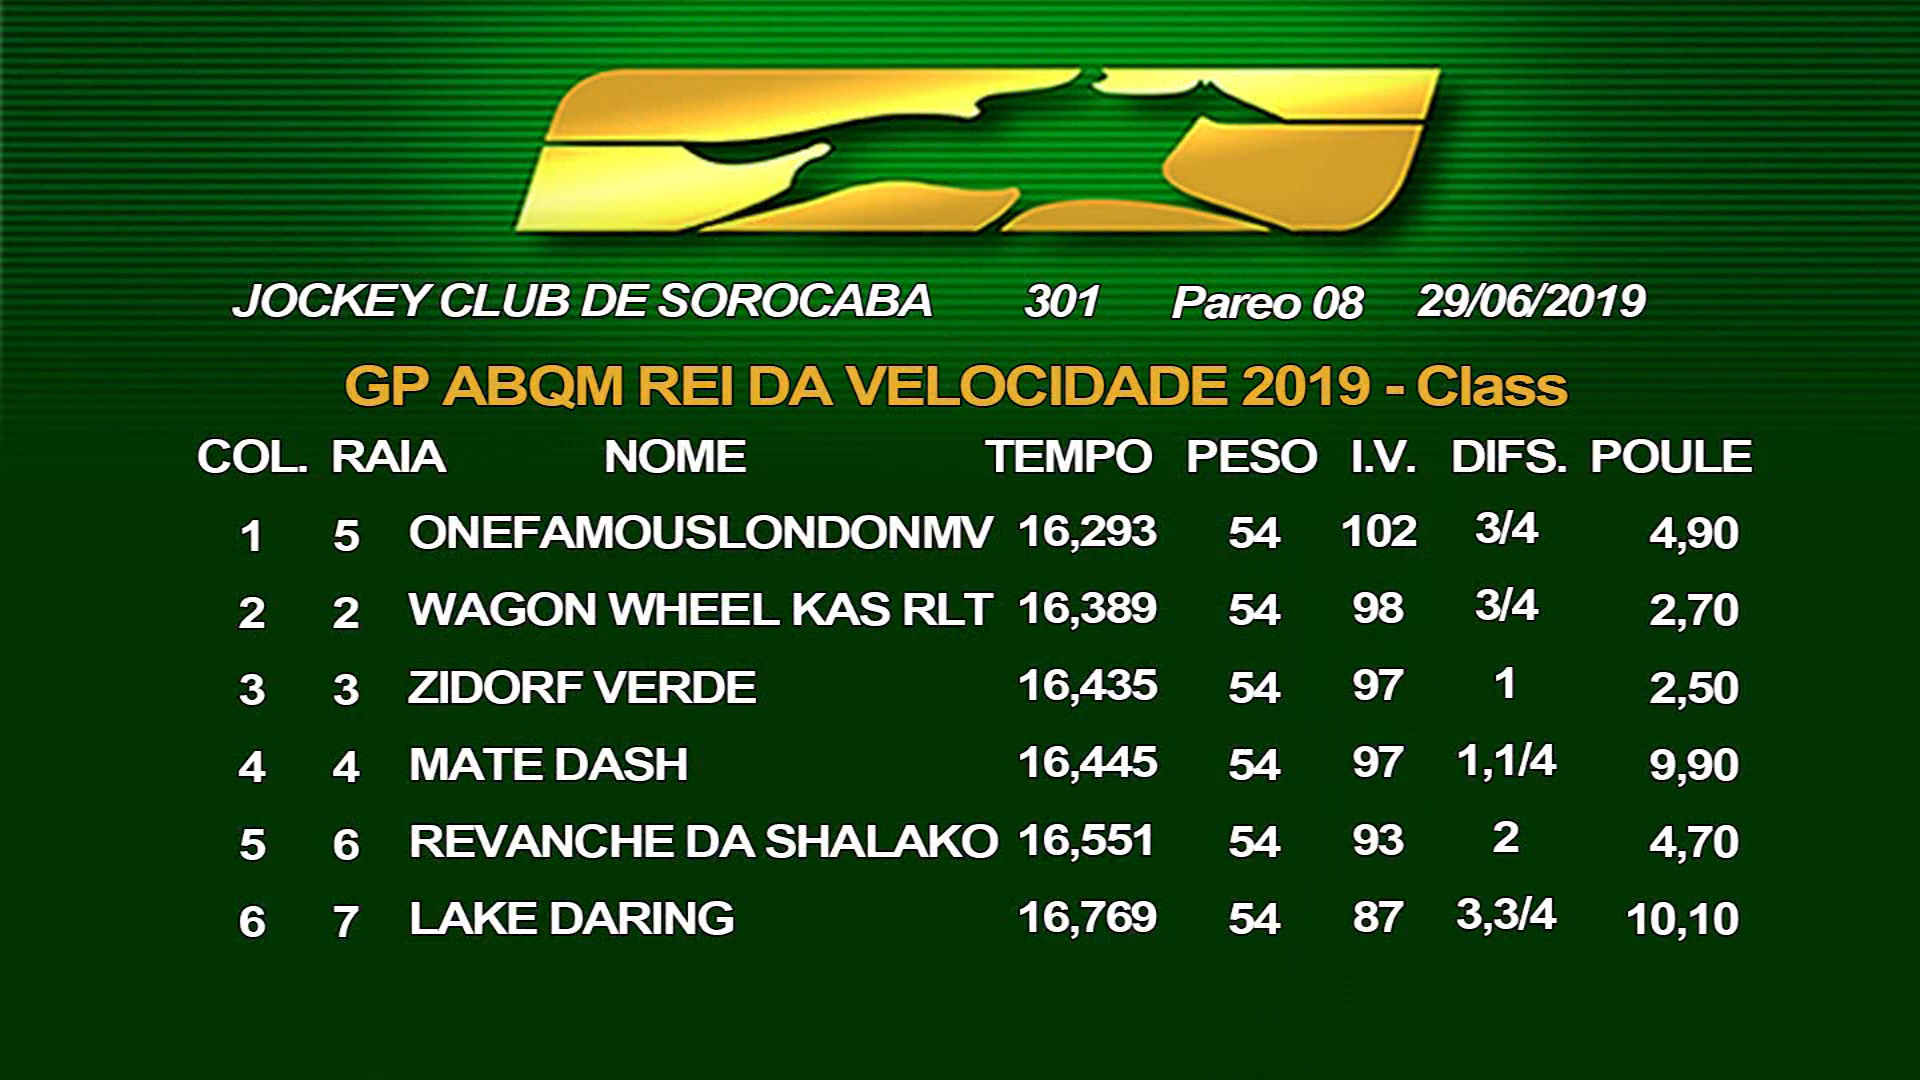 JOCKEY CLUB DE SOROCABA 301 Pareo 08 29/06/2019
GP ABQM REI DA VELOCIDADE 2019 - Class
COL. RAIA NOME TEMPO PESO I.V. DIFS. POULE
1 5 ONEFAMOUSLONDONMV 16,293 54 102 3/4 4,90
2 2 WAGON WHEEL KAS RLT 16,389 54 98 3/4 2,70
3 3 ZIDORF VERDE 16,435 54 97 1 2,50
4 4 MATE DASH 16,445 54 97 1,1/4 9,90
5 6 REVANCHE DA SHALAKO 16,551 54 93 2 4,70
6 7 LAKE DARING 16,769 54 87 3,3/4 10,10